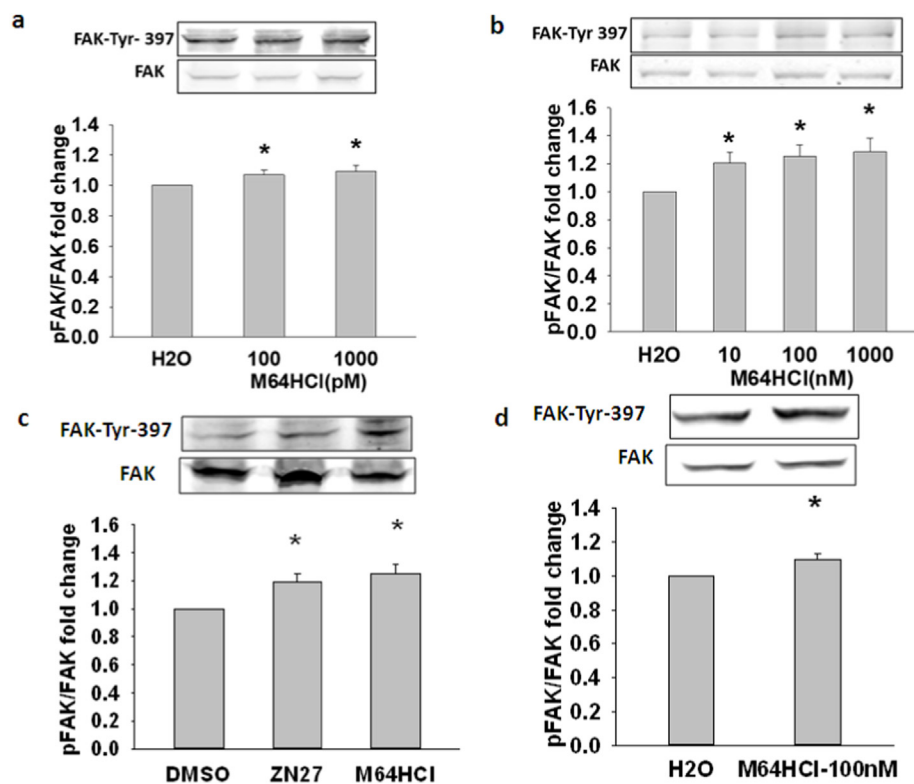 a
FAK-Tyr- 397
FAK
pFAK/FAK fold change
1.4
1.2
1.0
0.8
0.6
0.4
0.2
0.0
H2O 100 1000
M64HCl(pM)
* *
b
FAK-Tyr 397
FAK
pFAK/FAK fold change
1.6
1.4
1.2
1.0
0.8
0.6
0.4
0.2
0.0
* * *
H2O 10 100 1000
M64HCl(nM)
c
FAK-Tyr-397
FAK
pFAK/FAK fold change
1.6
1.4
1.2
1.0
0.8
0.6
0.4
0.2
0.0
* *
DMSO ZN27 M64HCl
d
FAK-Tyr-397
FAK
pFAK/FAK fold change
1.4
1.2
1.0
0.8
0.6
0.4
0.2
0.0
*
H2O M64HCl-100nM